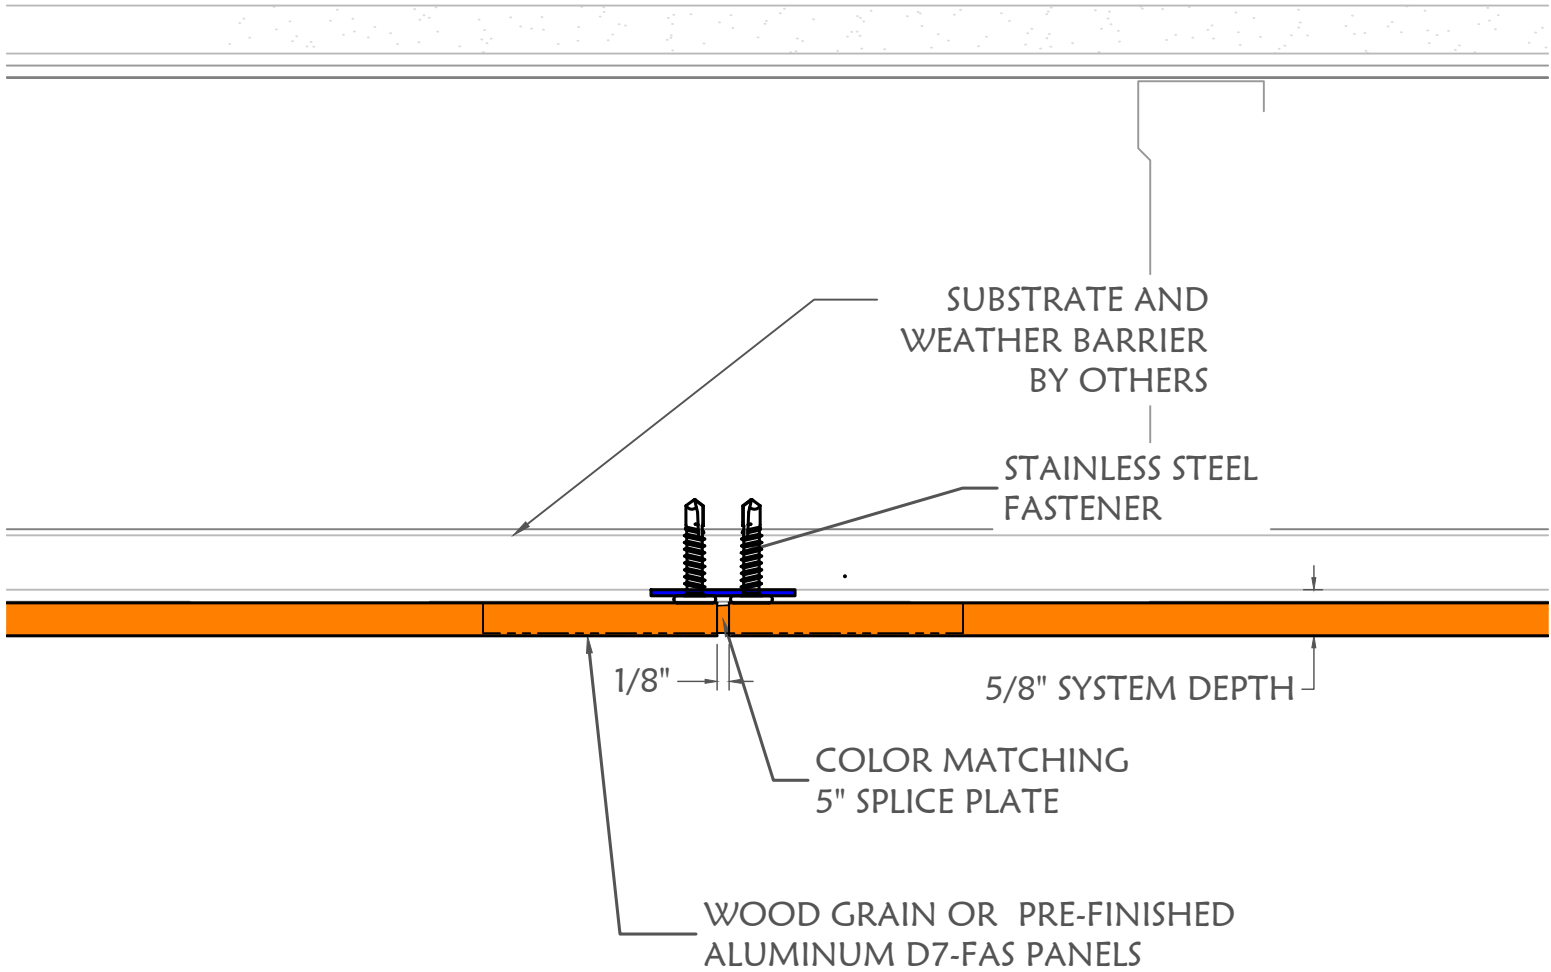 SUBSTRATE AND
WEATHER BARRIER
BY OTHERS
STAINLESS STEEL
FASTENER
1/8"
5/8" SYSTEM DEPTH
COLOR MATCHING
5" SPLICE PLATE
WOOD GRAIN OR PRE-FINISHED
ALUMINUM D7-FAS PANELS